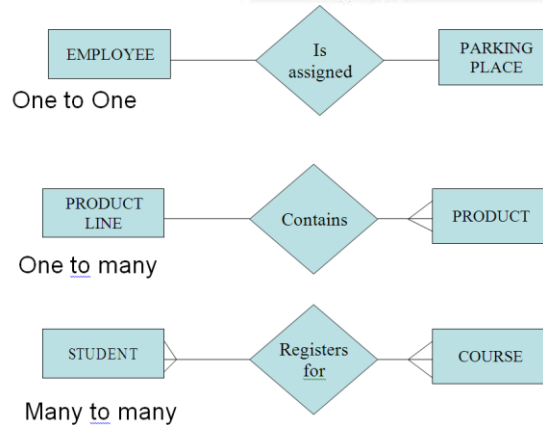 EMPLOYEE
Is
assigned
PARKING
PLACE
One to One
PRODUCT
LINE
Contains
PRODUCT
One to many
STUDENT
Registers
for
COURSE
Many to many